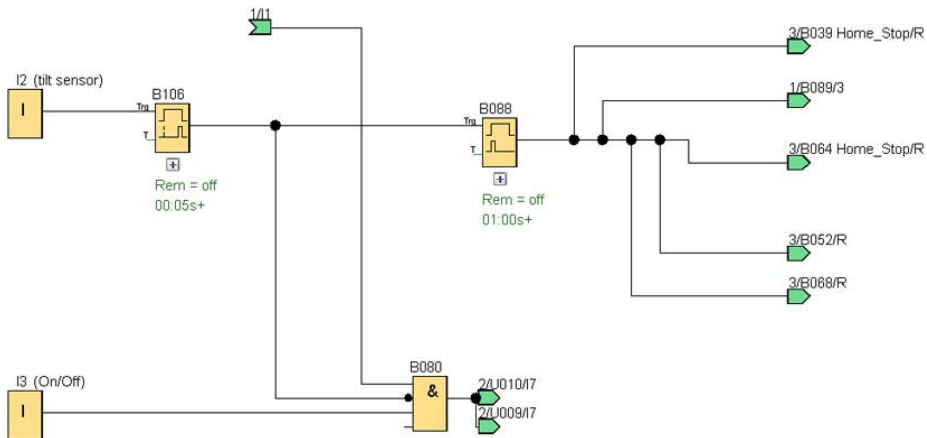 1/I1
3/B039 Home_Stop/R
I2 (tilt sensor)
I
B106
Trg
T
Rem = off
00:05s+
B088
Trg
T
Rem = off
01:00s+
1/B089/3
3/B064 Home_Stop/R
3/B052/R
3/B068/R
I3 (On/Off)
I
B080
&
2/U010/I7
2/U009/I7